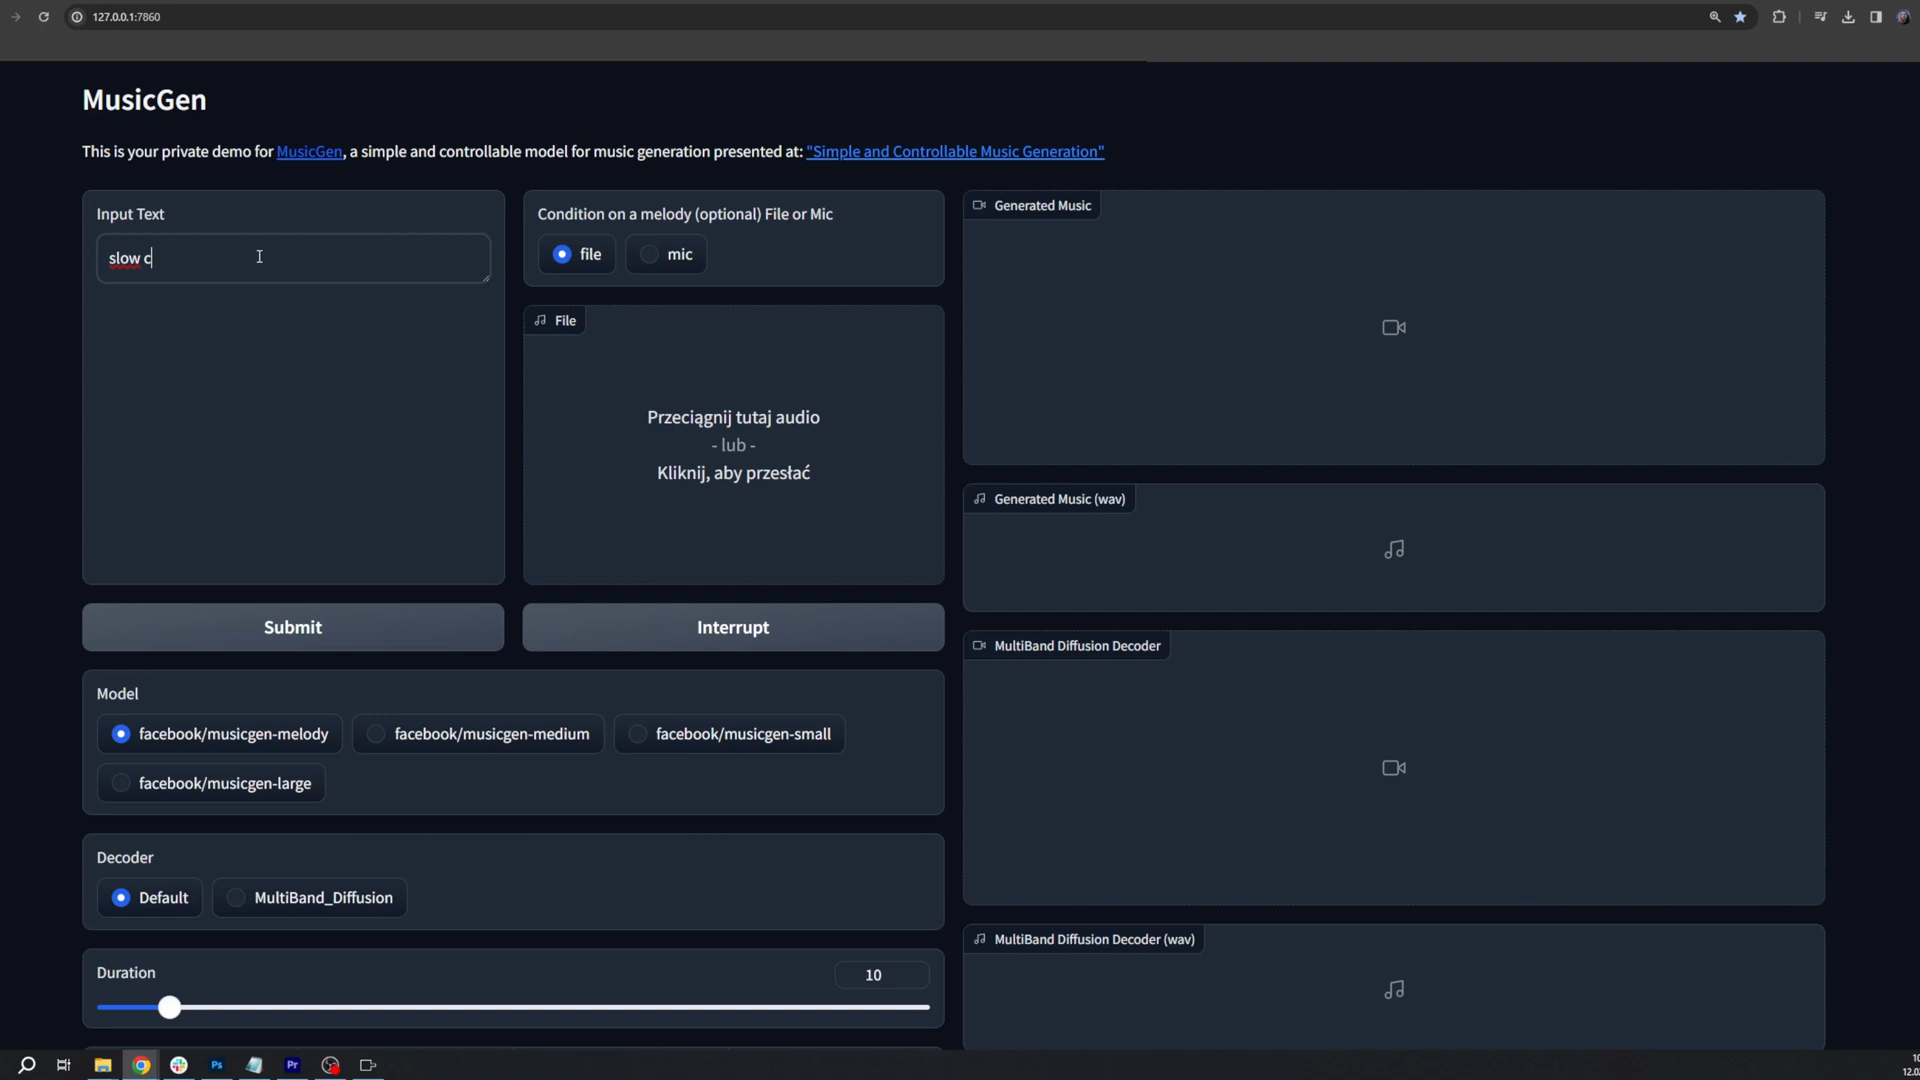 127.0.0.1:7860
MusicGen
This is your private demo for MusicGen, a simple and controllable model for music generation presented at: "Simple and Controllable Music Generation"
Input Text
slow c
Condition on a melody (optional) File or Mic
file
mic
File
Przeciągnij tutaj audio
- lub -
Kliknij, aby przesłać
Submit
Interrupt
Model
facebook/musicgen-melody
facebook/musicgen-medium
facebook/musicgen-small
facebook/musicgen-large
Decoder
Default
MultiBand_Diffusion
Duration
10
Generated Music
Generated Music (wav)
MultiBand Diffusion Decoder
MultiBand Diffusion Decoder (wav)
Ps
Pr